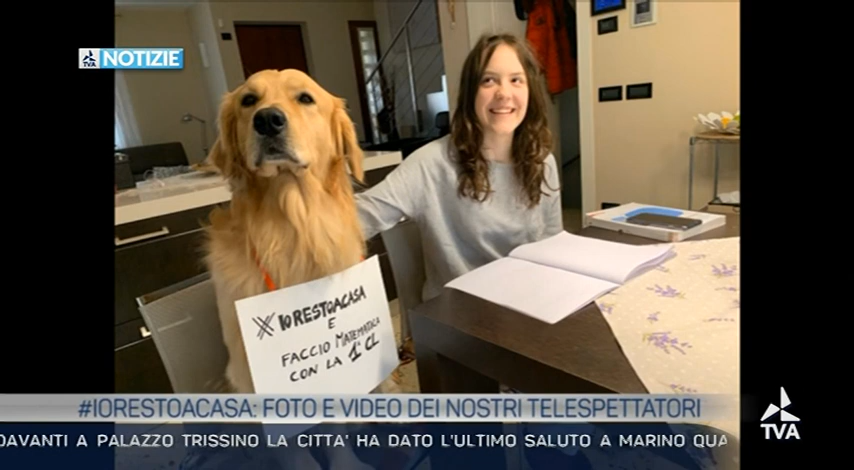 TVA NOTIZIE
#IORESTOACASA
E
FACCIO MATEMATICA
CON LA 1ª CL
#IORESTOACASA: FOTO E VIDEO DEI NOSTRI TELESPETTATORI
TVA
DAVANTI A PALAZZO TRISSINO LA CITTA' HA DATO L'ULTIMO SALUTO A MARINO QUA